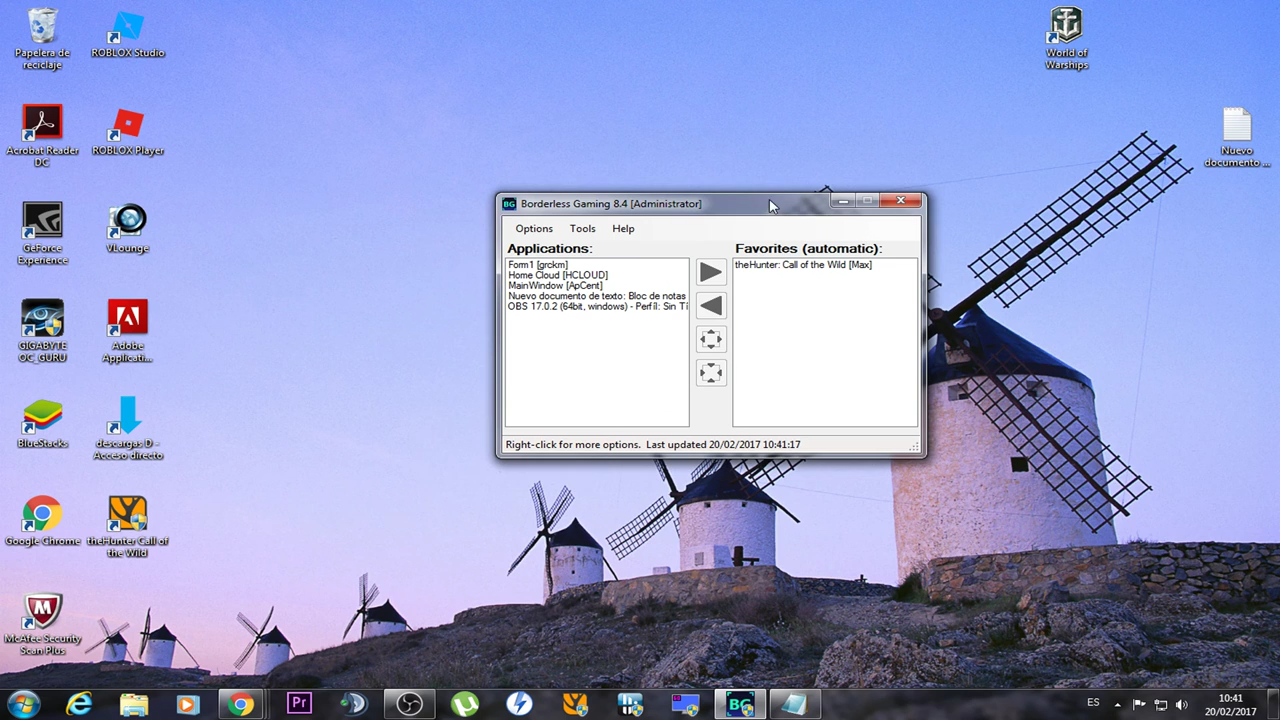 Papelera de
reciclaje
ROBLOX Studio
World of
Warships
Acrobat Reader
DC
ROBLOX Player
Nuevo
documento ...
GeForce
Experience
VLounge
GIGABYTE
OC_GURU
Adobe
Applicati...
BlueStacks
descargas D -
Acceso directo
Google Chrome
theHunter Call of
the Wild
McAfee Security
Scan Plus
BG Borderless Gaming 8.4 [Administrator]
Options Tools Help
Applications:
Form1 [grckm]
Home Cloud [HCLOUD]
MainWindow [ApCent]
Nuevo documento de texto: Bloc de notas
OBS 17.0.2 (64bit, windows) - Perfil: Sin Tí
Favorites (automatic):
theHunter: Call of the Wild [Max]
Right-click for more options. Last updated 20/02/2017 10:41:17
Pr
BG
ES
10:41
20/02/2017